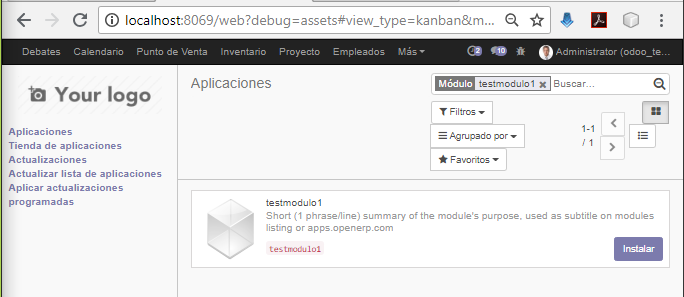 localhost:8069/web?debug=assets#view_type=kanban&m...
Debates Calendario Punto de Venta Inventario Proyecto Empleados Más 2 10 Administrator (odoo_te...
Your logo
Aplicaciones
Tienda de aplicaciones
Actualizaciones
Actualizar lista de aplicaciones
Aplicar actualizaciones
programadas
Aplicaciones
Módulo testmodulo1 Buscar...
Filtros
Agrupado por
Favoritos
1-1
/ 1
testmodulo1
Short (1 phrase/line) summary of the module's purpose, used as subtitle on modules
listing or apps.openerp.com
testmodulo1
Instalar